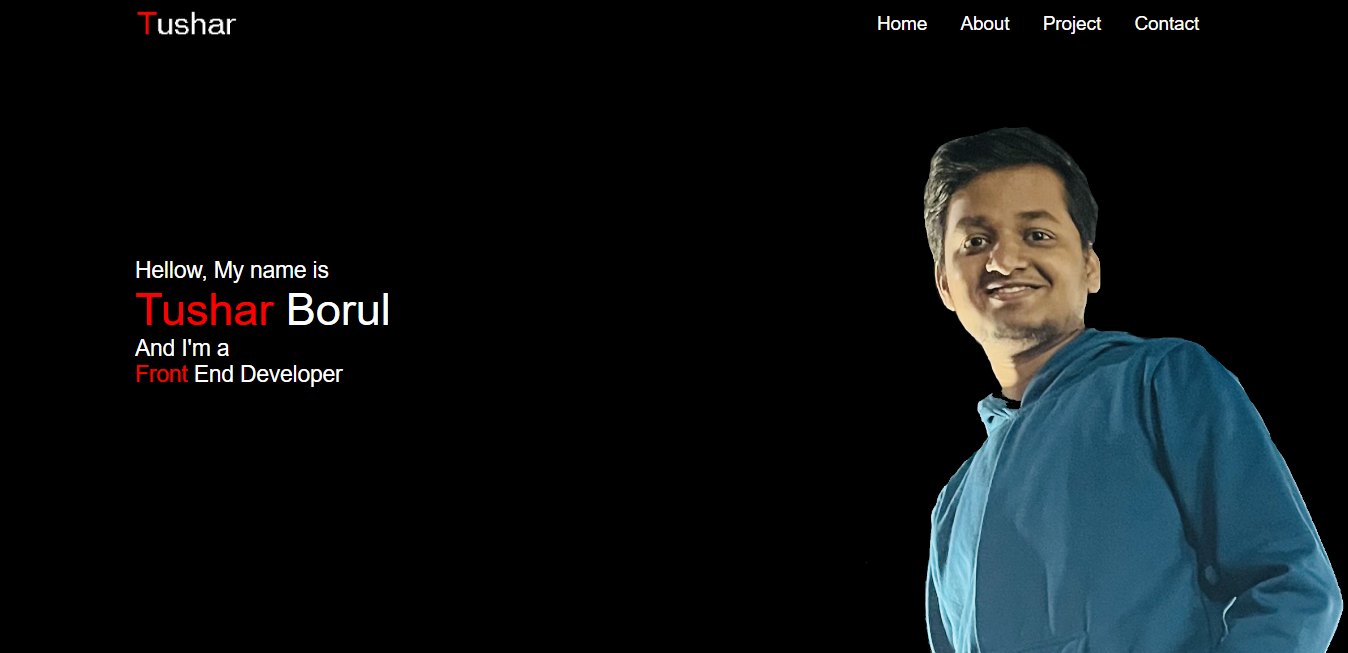 Tushar
Home About Project Contact
Hellow, My name is
Tushar Borul
And I'm a
Front End Developer